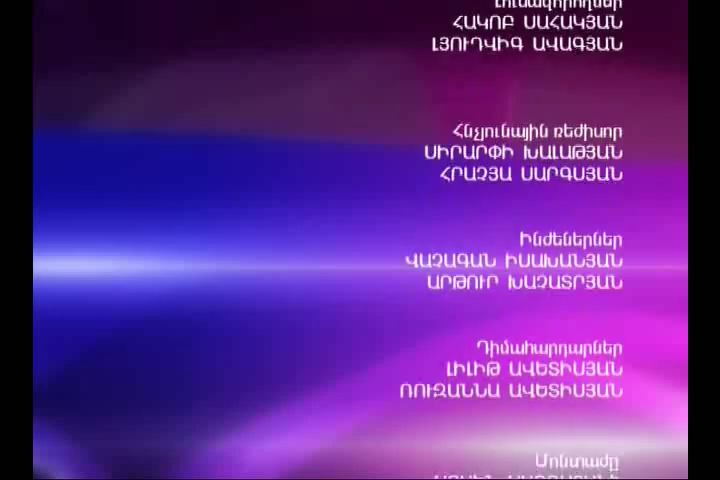 ՀԱԿՈԲ ՍԱՀԱԿՅԱՆ
ԼՅՈՒԴՎԻԳ ԱՎԱԳՅԱՆ
Հնչյունային ռեժիսոր
ՍԻՐԱՐՓԻ ԽԱԼԱԹՅԱՆ
ՀՐԱՉՅԱ ՍԱՐԳՍՅԱՆ
Ինժեներներ
ՎԱՉԱԳԱՆ ԻՍԱԽԱՆՅԱՆ
ԱՐԹՈՒՐ ԽԱՉԱՏՐՅԱՆ
Դիմահարդարներ
ԼԻԼԻԹ ԱՎԵՏԻՍՅԱՆ
ՌՈՒԶԱՆՆԱ ԱՎԵՏԻՍՅԱՆ
Մոնտաժը